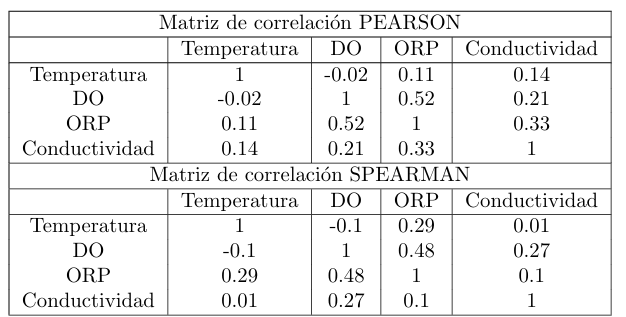 Matriz de correlación PEARSON
Temperatura DO ORP Conductividad
Temperatura 1 -0.02 0.11 0.14
DO -0.02 1 0.52 0.21
ORP 0.11 0.52 1 0.33
Conductividad 0.14 0.21 0.33 1
Matriz de correlación SPEARMAN
Temperatura DO ORP Conductividad
Temperatura 1 -0.1 0.29 0.01
DO -0.1 1 0.48 0.27
ORP 0.29 0.48 1 0.1
Conductividad 0.01 0.27 0.1 1